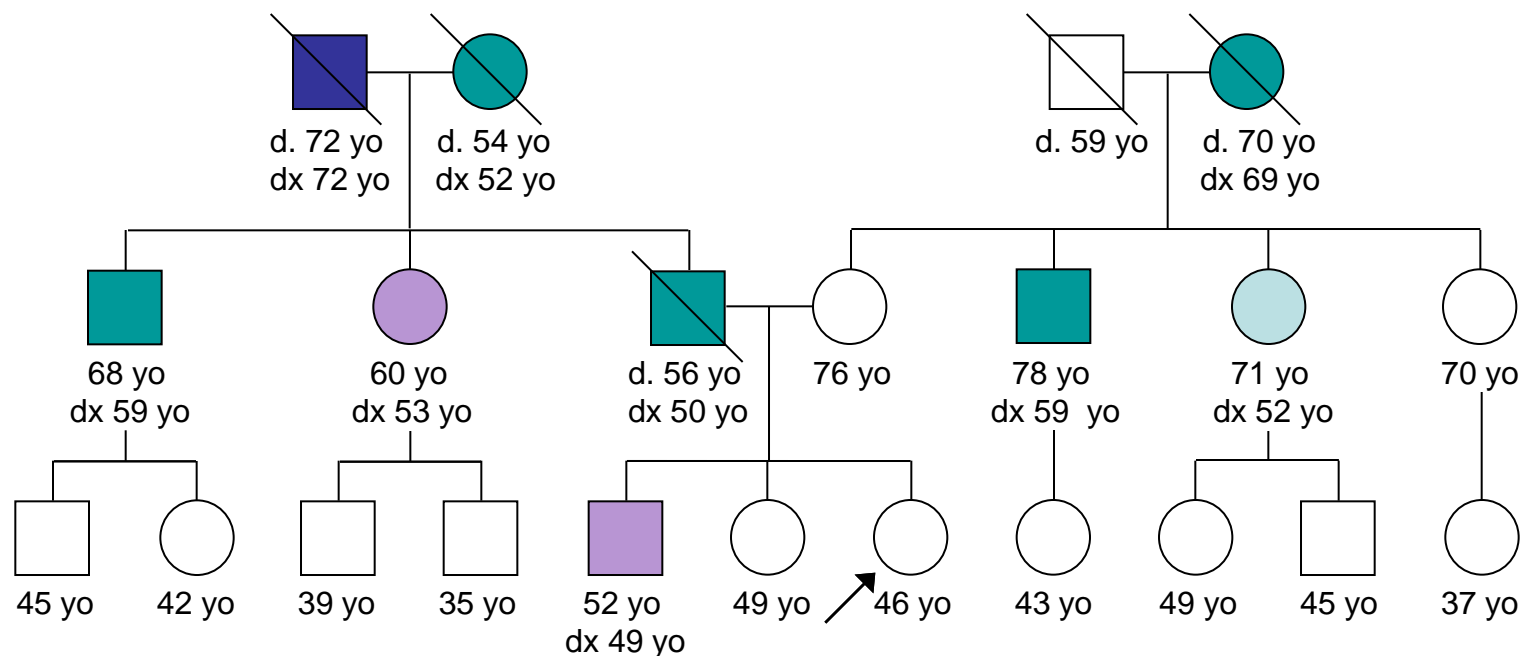 d. 72 yo
dx 72 yo
d. 54 yo
dx 52 yo
d. 59 yo
d. 70 yo
dx 69 yo
68 yo
dx 59 yo
60 yo
dx 53 yo
d. 56 yo
dx 50 yo
76 yo
78 yo
dx 59 yo
71 yo
dx 52 yo
70 yo
45 yo
42 yo
39 yo
35 yo
52 yo
dx 49 yo
49 yo
46 yo
43 yo
49 yo
45 yo
37 yo